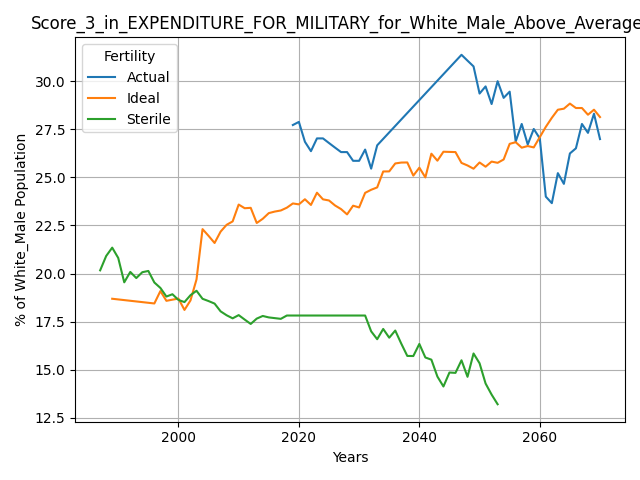 Score_3_in_EXPENDITURE_FOR_MILITARY_for_White_Male_Above_Average
Fertility
Actual
Ideal
Sterile
% of White_Male Population
30.0
27.5
25.0
22.5
20.0
17.5
15.0
12.5
2000 2020 2040 2060
Years